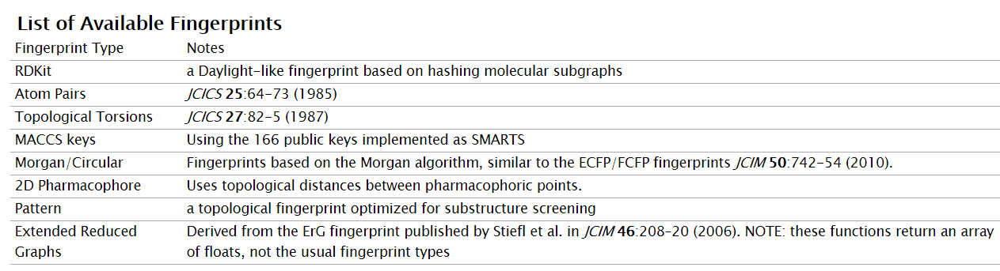 List of Available Fingerprints
Fingerprint Type Notes
RDKit a Daylight-like fingerprint based on hashing molecular subgraphs
Atom Pairs JCICS 25:64-73 (1985)
Topological Torsions JCICS 27:82-5 (1987)
MACCS keys Using the 166 public keys implemented as SMARTS
Morgan/Circular Fingerprints based on the Morgan algorithm, similar to the ECFP/FCFP fingerprints JCIM 50:742-54 (2010).
2D Pharmacophore Uses topological distances between pharmacophoric points.
Pattern a topological fingerprint optimized for substructure screening
Extended Reduced Derived from the ErG fingerprint published by Stiefl et al. in JCIM 46:208–20 (2006). NOTE: these functions return an array
Graphs of floats, not the usual fingerprint types